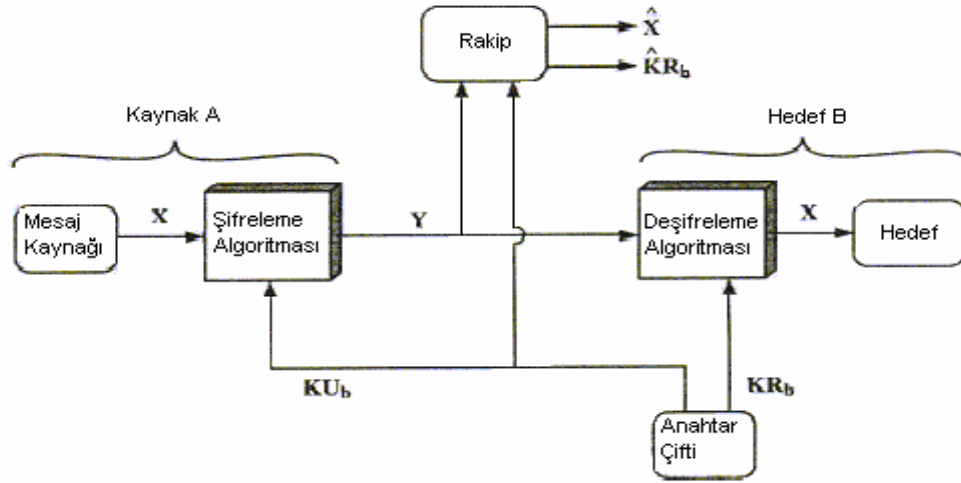 Rakip
X̂
K̂R_b
Kaynak A
Hedef B
Mesaj
Kaynağı
X
Şifreleme
Algoritması
Y
Deşifreleme
Algoritması
X
Hedef
KU_b
KR_b
Anahtar
Çifti